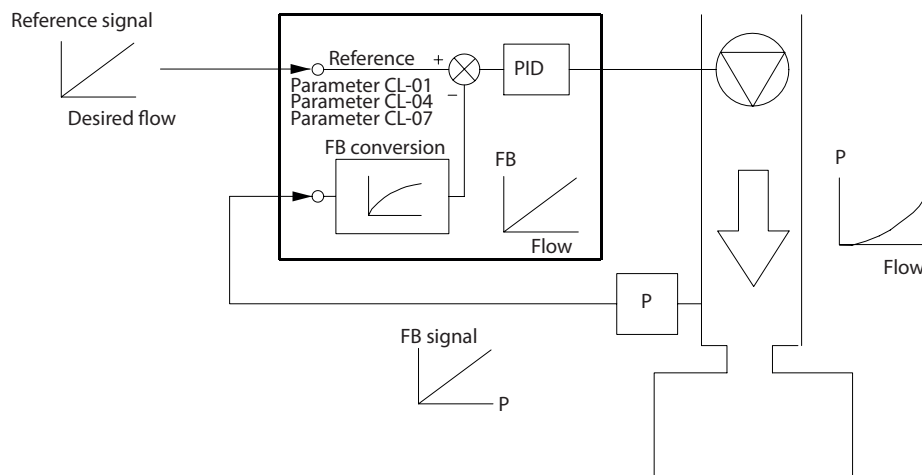 Reference signal
Desired flow
Reference
+
−
Parameter CL-01
Parameter CL-04
Parameter CL-07
FB conversion
PID
FB
Flow
P
Flow
P
FB signal
P